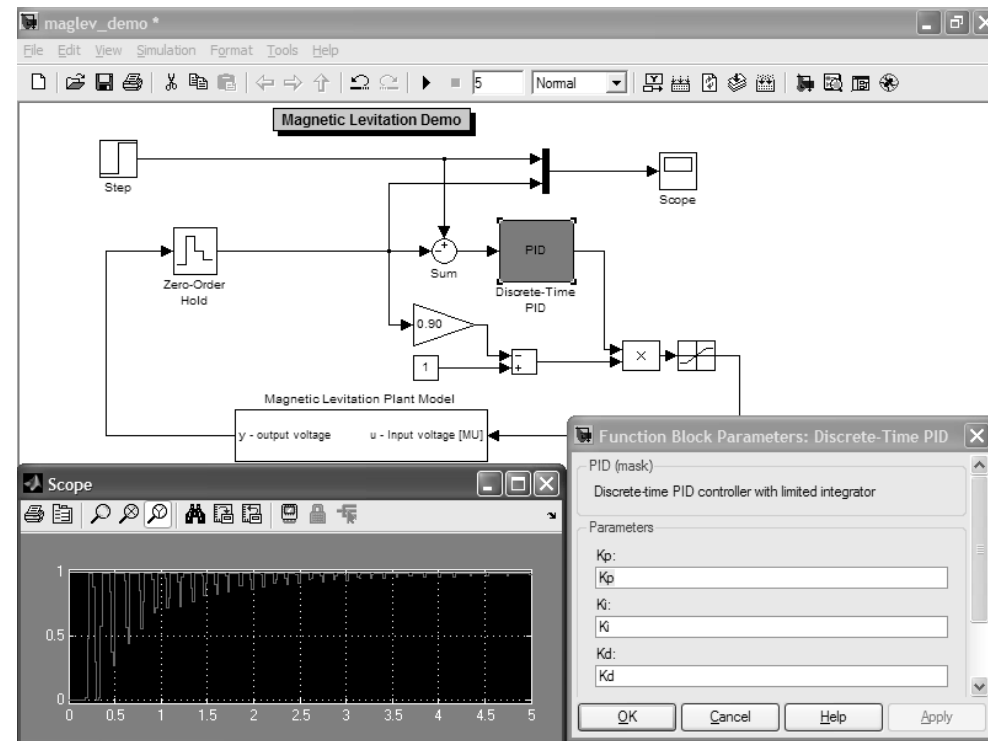 maglev_demo *
File Edit View Simulation Format Tools Help
5 Normal
Magnetic Levitation Demo
Step
Scope
Zero-Order
Hold
- +
Sum
PID
Discrete-Time
PID
0.90
1
-
+
×
Magnetic Levitation Plant Model
y - output voltage u - Input voltage [MU]
Scope
1
0.5
0
0 0.5 1 1.5 2 2.5 3 3.5 4 4.5 5
Function Block Parameters: Discrete-Time PID
PID (mask)
Discrete-time PID controller with limited integrator
Parameters
Kp:
Kp
Ki:
Ki
Kd:
Kd
OK Cancel Help Apply